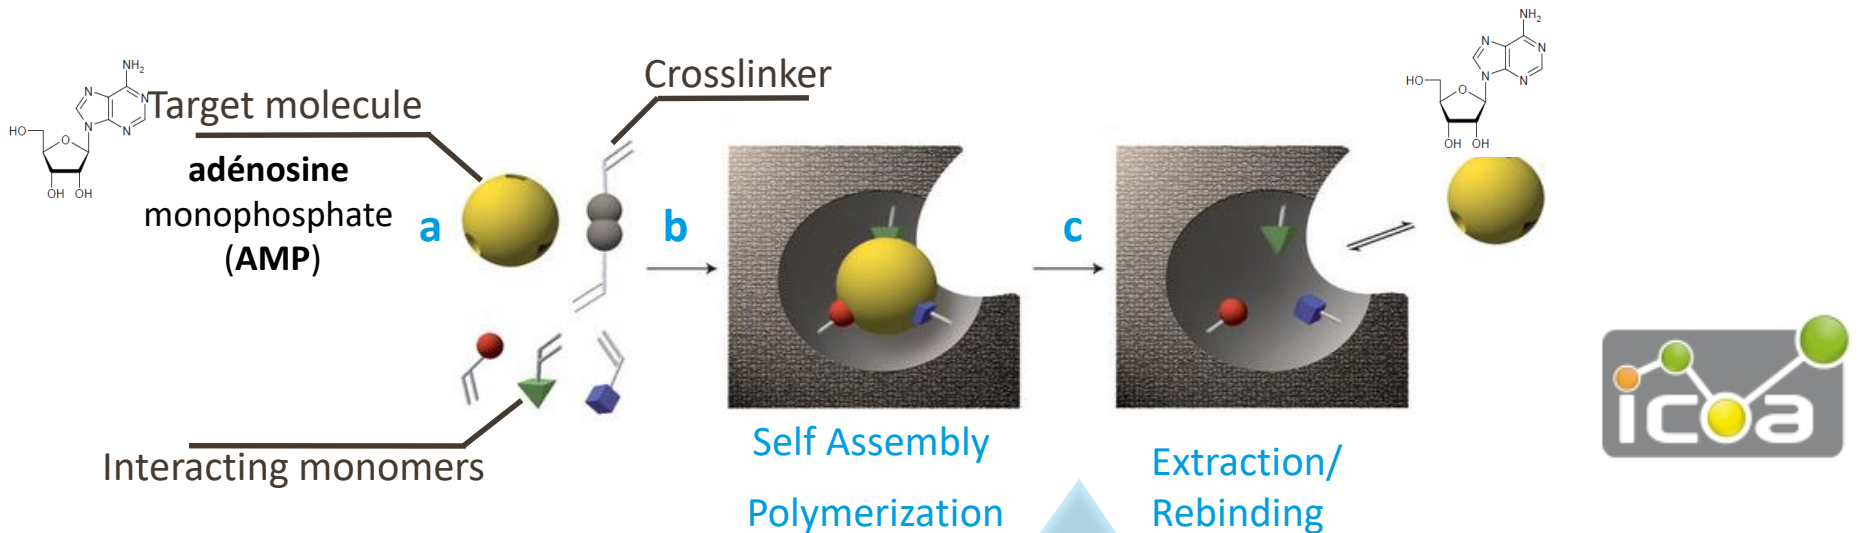 NH2
N
N
N
N
HO
O
OH
OH
Target molecule
adénosine
monophosphate
(AMP)
Crosslinker
a
b
c
Interacting monomers
Self Assembly
Polymerization
Extraction/
Rebinding
NH2
N
N
N
N
HO
O
OH
OH
icoa